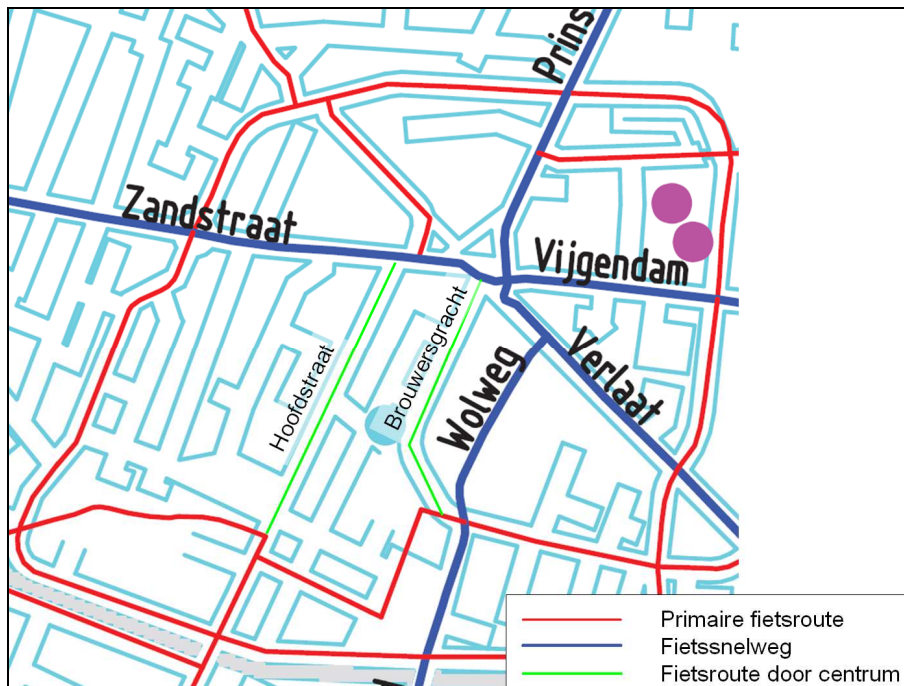 Prins
Zandstraat
Vijgendam
Hoofdstraat
Brouwersgracht
Wolweg
Verlaat
Primaire fietsroute
Fietssnelweg
Fietsroute door centrum